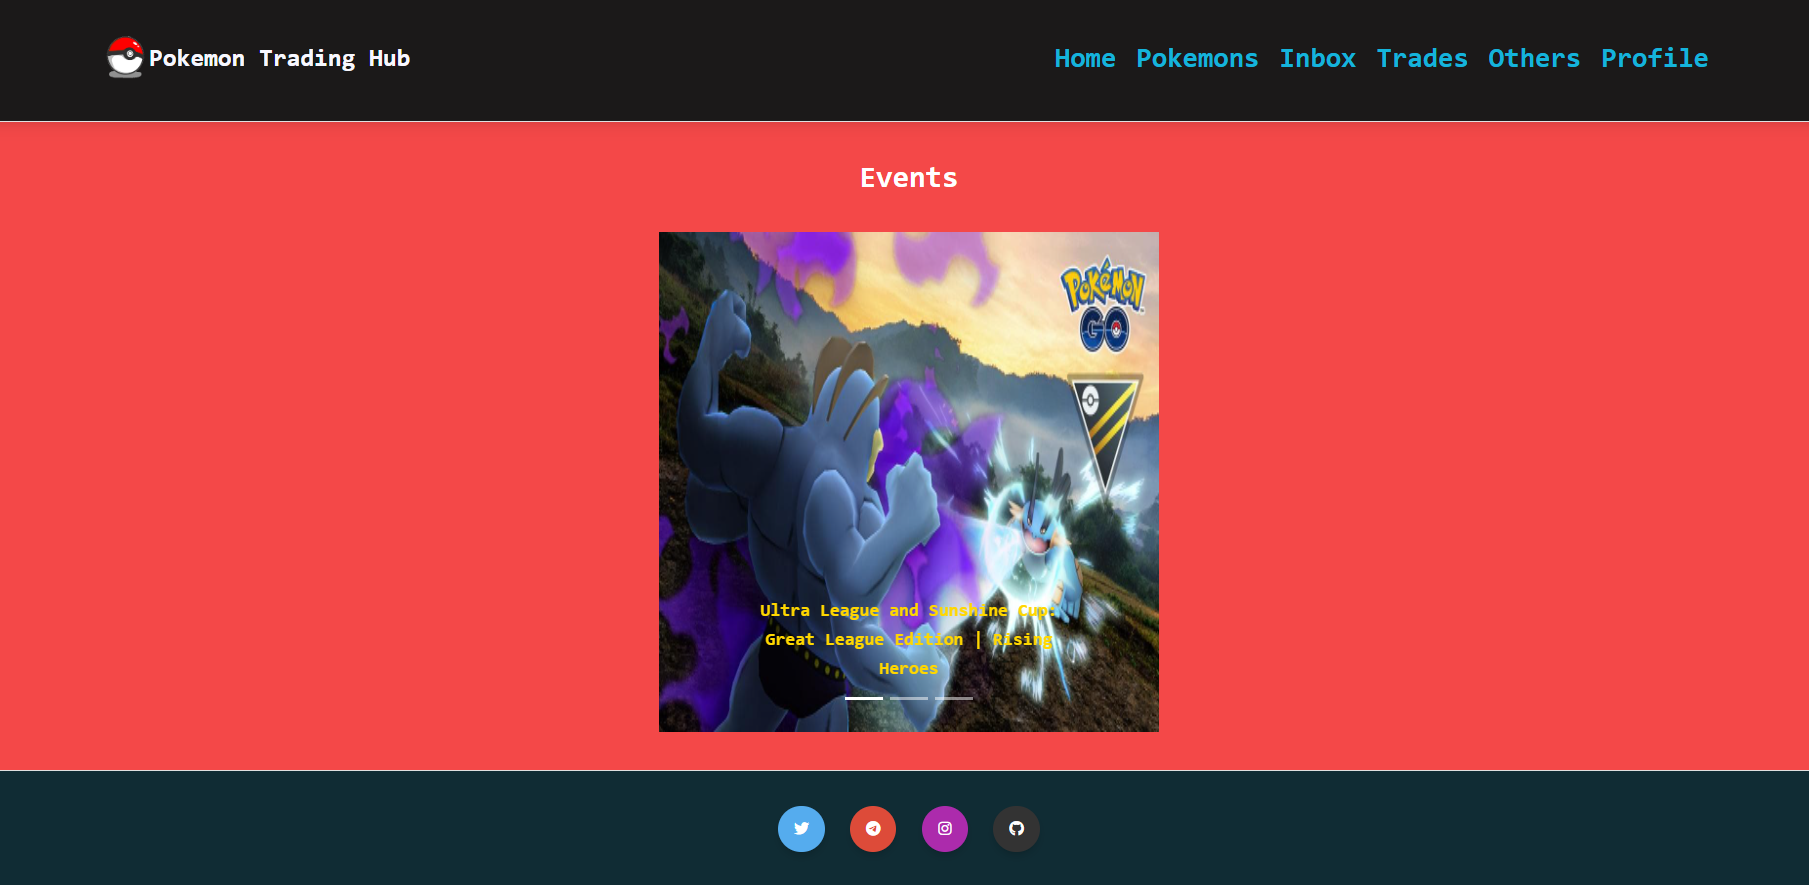 Pokemon Trading Hub
Home Pokemons Inbox Trades Others Profile
Events
POKÉMON
GO
Ultra League and Sunshine Cup:
Great League Edition | Rising
Heroes